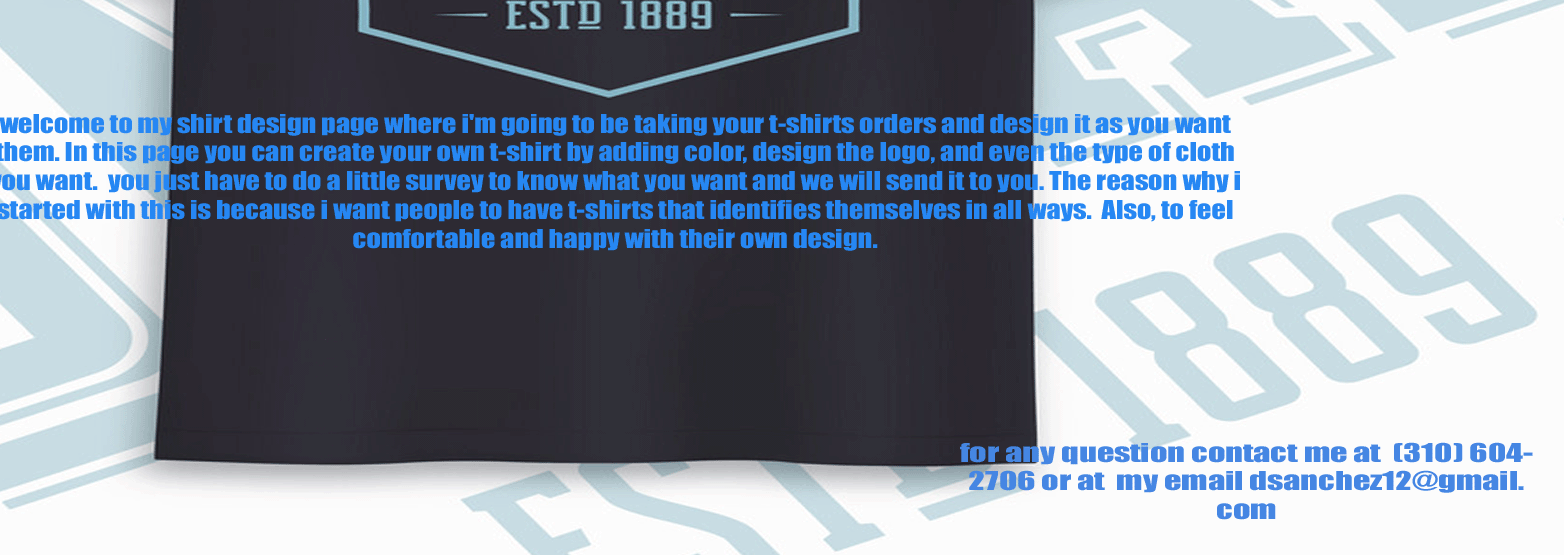 ESTD 1889
welcome to my shirt design page where i'm going to be taking your t-shirts orders and design it as you want
them. In this page you can create your own t-shirt by adding color, design the logo, and even the type of cloth
you want.  you just have to do a little survey to know what you want and we will send it to you. The reason why i
started with this is because i want people to have t-shirts that identifies themselves in all ways.  Also, to feel
comfortable and happy with their own design.
ESTD 1889
for any question contact me at  (310) 604-
2706 or at  my email dsanchez12@gmail.
com